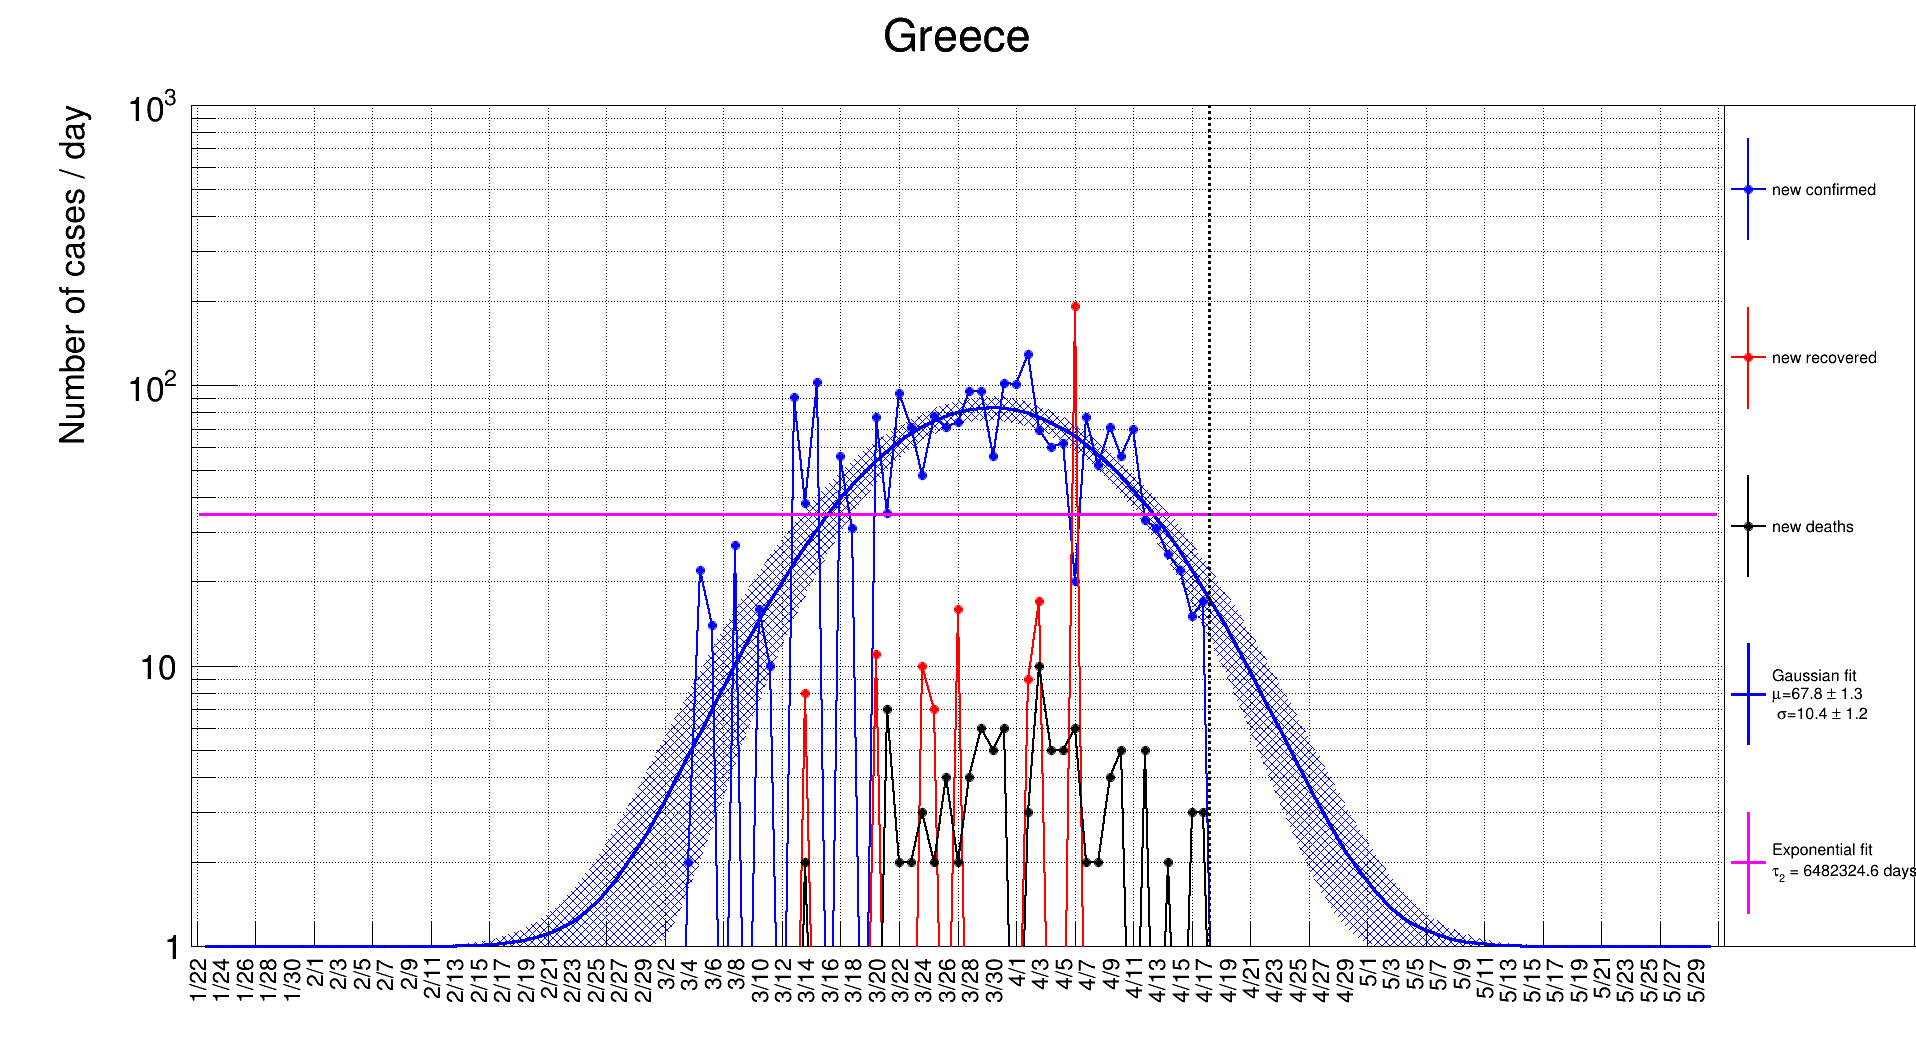 Greece
Number of cases / day
10³
10²
10
1
1/22 1/24 1/26 1/28 1/30 2/1 2/3 2/5 2/7 2/9 2/11 2/13 2/15 2/17 2/19 2/21 2/23 2/25 2/27 2/29 3/2 3/4 3/6 3/8 3/10 3/12 3/14 3/16 3/18 3/20 3/22 3/24 3/26 3/28 3/30 4/1 4/3 4/5 4/7 4/9 4/11 4/13 4/15 4/17 4/19 4/21 4/23 4/25 4/27 4/29 5/1 5/3 5/5 5/7 5/9 5/11 5/13 5/15 5/17 5/19 5/21 5/23 5/25 5/27 5/29
new confirmed
new recovered
new deaths
Gaussian fit
μ=67.8 ± 1.3
σ=10.4 ± 1.2
Exponential fit
τ₂ = 6482324.6 days